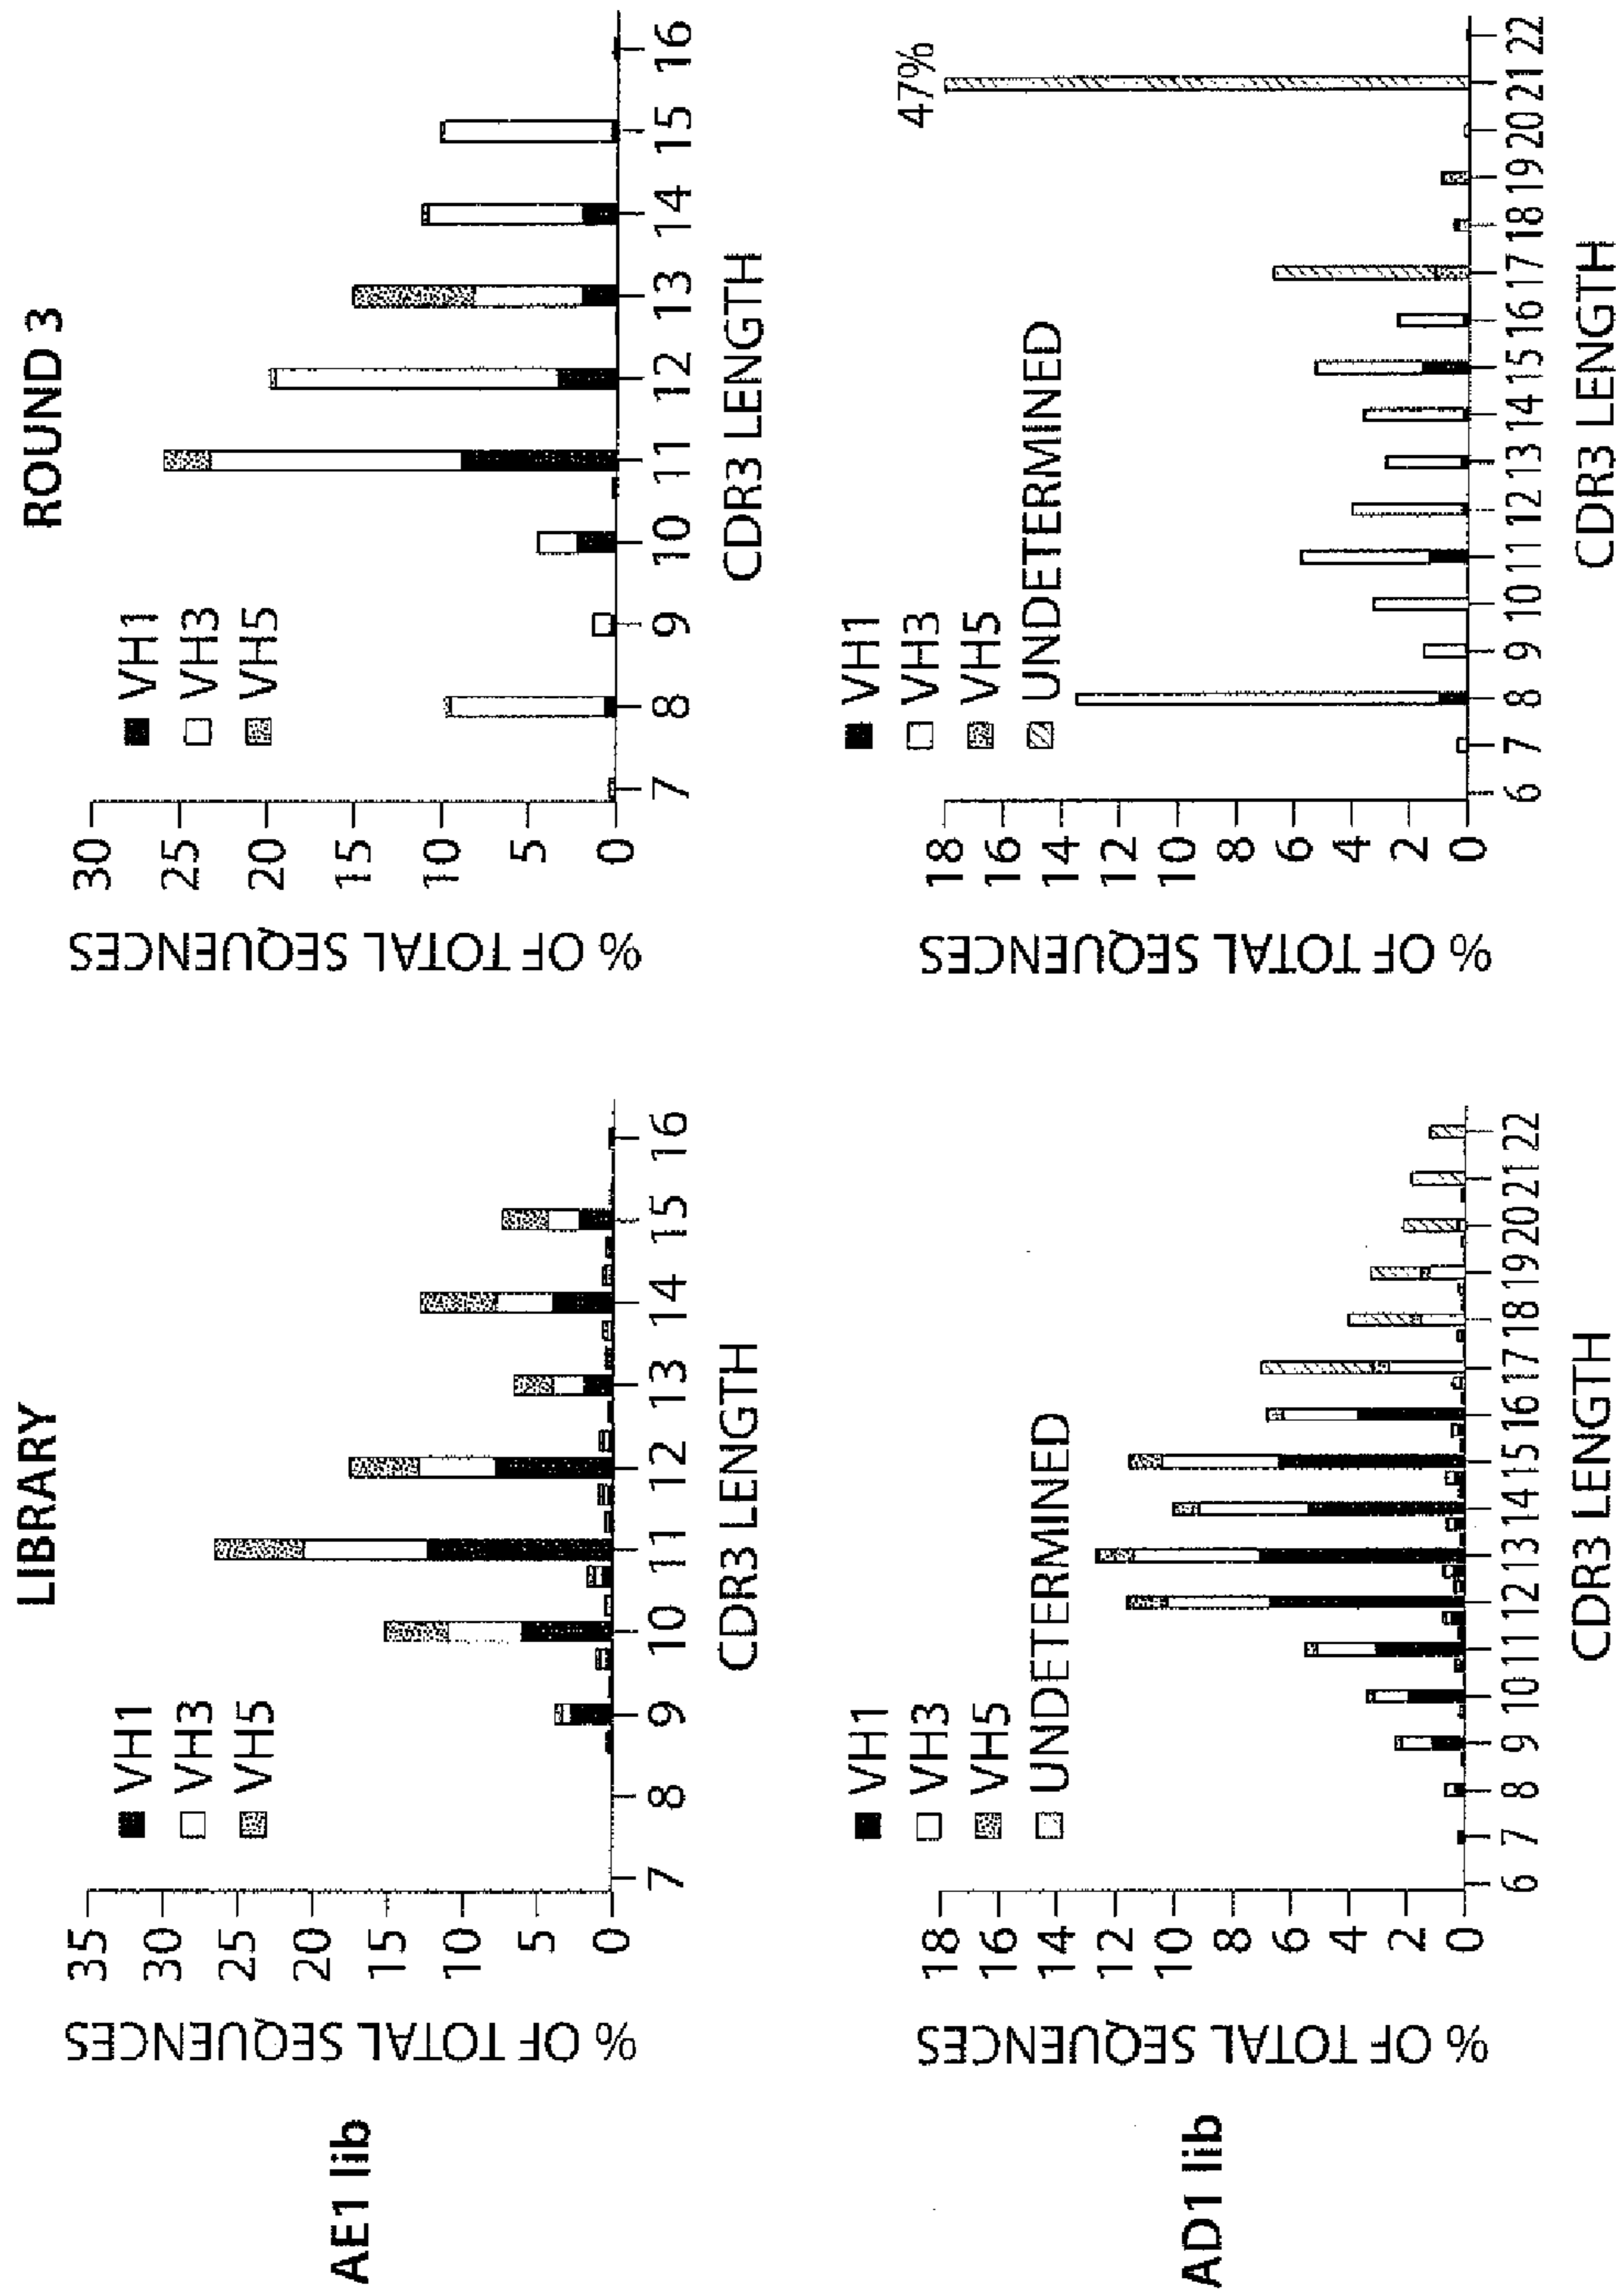 LIBRARY
ROUND 3
AE1 lib
% OF TOTAL SEQUENCES
35
30
25
20
15
10
5
0
VH1
VH3
VH5
7 8 9 10 11 12 13 14 15 16
CDR3 LENGTH
% OF TOTAL SEQUENCES
30
25
20
15
10
5
0
VH1
VH3
VH5
7 8 9 10 11 12 13 14 15 16
CDR3 LENGTH
AD1 lib
% OF TOTAL SEQUENCES
18
16
14
12
10
8
6
4
2
0
VH1
VH3
VH5
UNDETERMINED
6 7 8 9 10 11 12 13 14 15 16 17 18 19 20 21 22
CDR3 LENGTH
% OF TOTAL SEQUENCES
18
16
14
12
10
8
6
4
2
0
VH1
VH3
VH5
UNDETERMINED
47%
6 7 8 9 10 11 12 13 14 15 16 17 18 19 20 21 22
CDR3 LENGTH